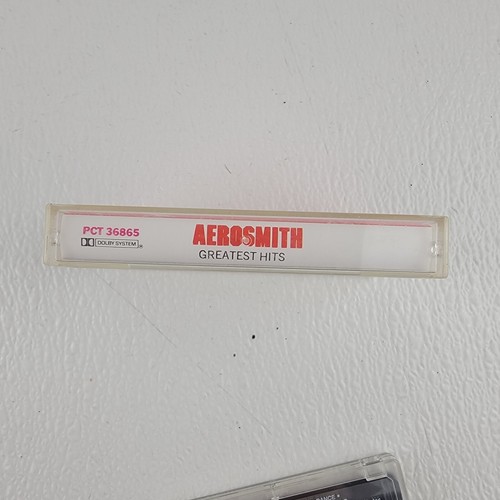 PCT 36865
DOLBY SYSTEM
AEROSMITH
GREATEST HITS